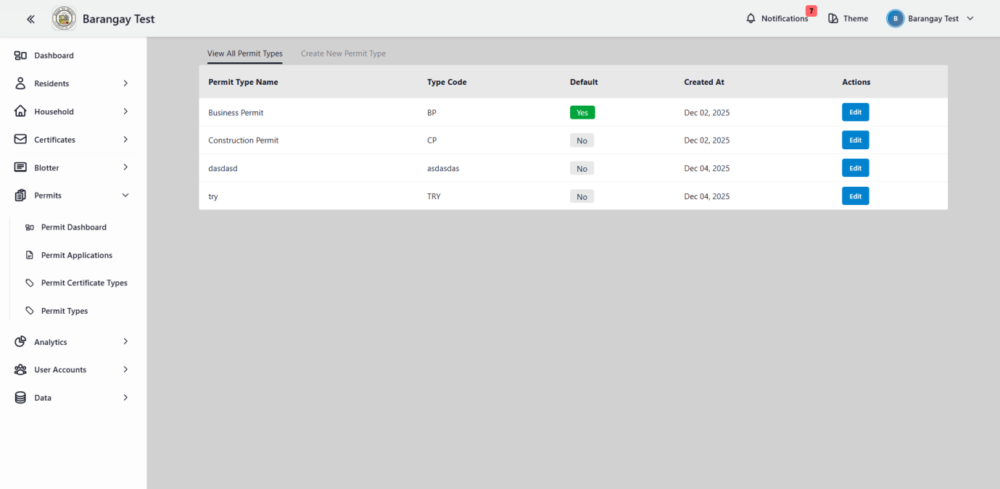 Barangay Test
Notifications 7
Theme
B Barangay Test
Dashboard
Residents
Household
Certificates
Blotter
Permits
Permit Dashboard
Permit Applications
Permit Certificate Types
Permit Types
Analytics
User Accounts
Data
View All Permit Types Create New Permit Type
Permit Type Name Type Code Default Created At Actions
Business Permit BP Yes Dec 02, 2025 Edit
Construction Permit CP No Dec 02, 2025 Edit
dasdasd asdasdas No Dec 04, 2025 Edit
try TRY No Dec 04, 2025 Edit